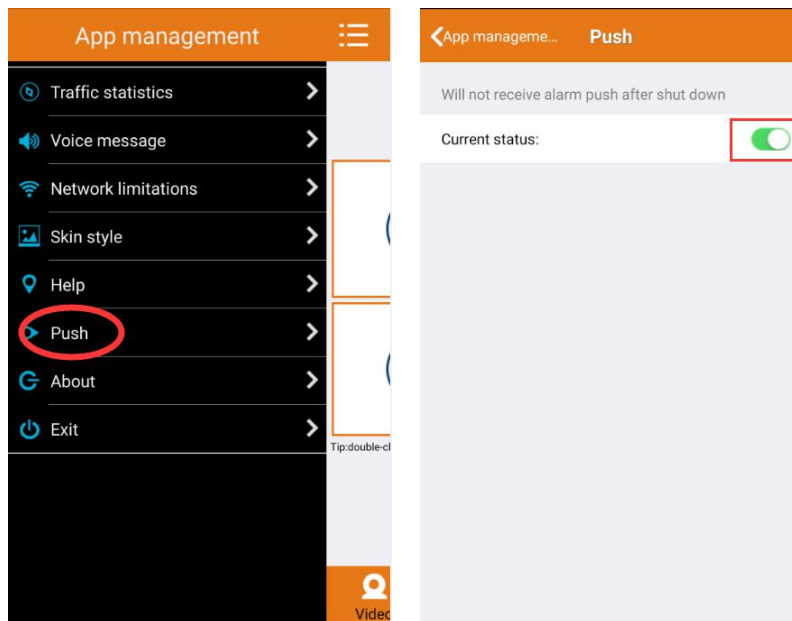 App management
Traffic statistics
Voice message
Network limitations
Skin style
Help
Push
About
Exit
Tip:double-cl
Video
App manageme...
Push
Will not receive alarm push after shut down
Current status: